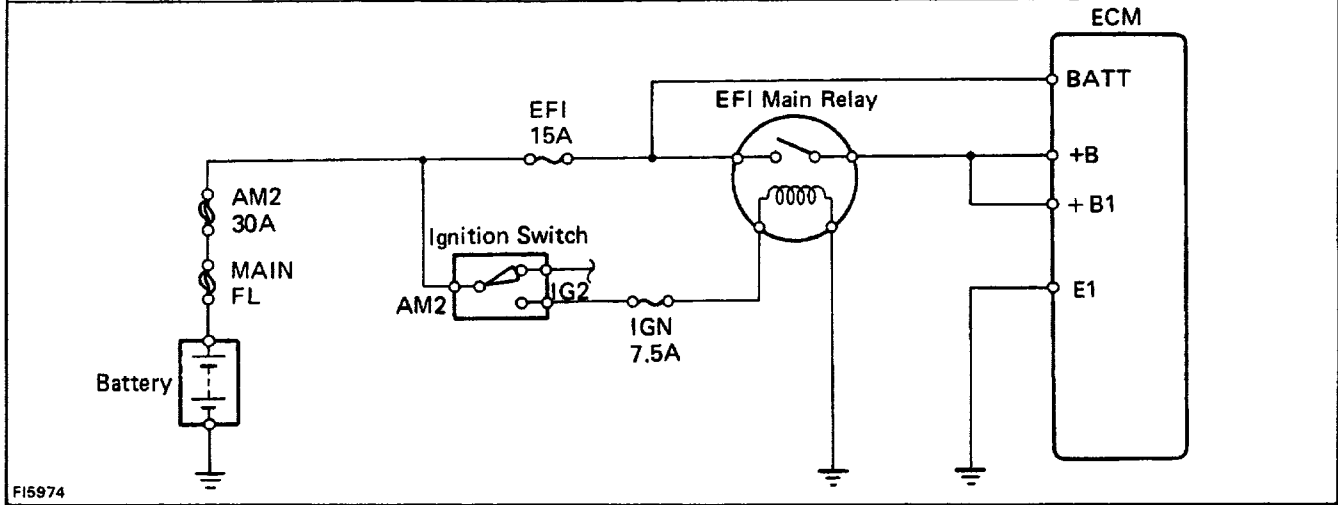 ECM
BATT
EFI Main Relay
EFI
15A
+B
AM2
30A
+B1
Ignition Switch
MAIN
FL
E1
AM2
IG2
IGN
7.5A
Battery
FI5974